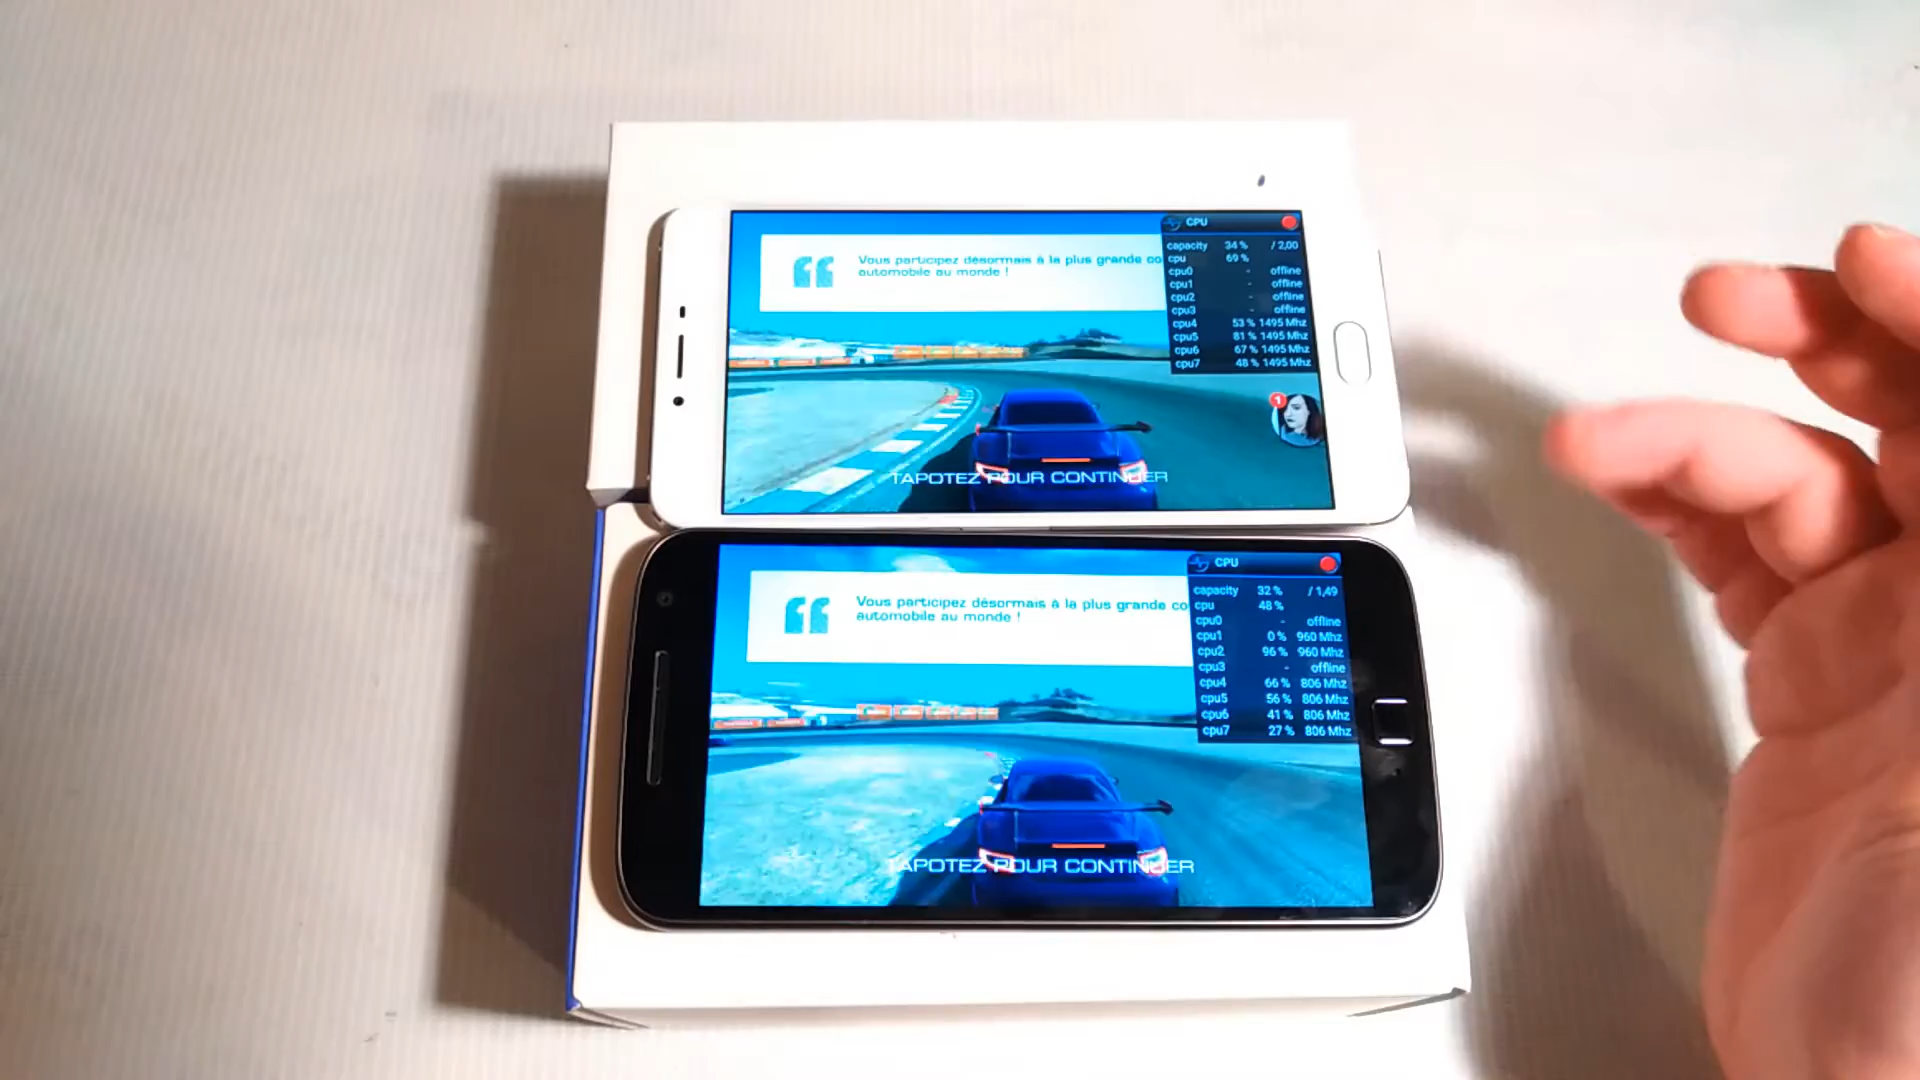 CPU
capacity 34 % / 2,00
cpu 69 %
cpu0 - offline
cpu1 - offline
cpu2 - offline
cpu3 - offline
cpu4 53 % 1495 Mhz
cpu5 81 % 1495 Mhz
cpu6 67 % 1495 Mhz
cpu7 48 % 1495 Mhz
“ Vous participez désormais à la plus grande co
automobile au monde !
1
TAPOTEZ POUR CONTINUER
CPU
capacity 32 % / 1,49
cpu 48 %
cpu0 - offline
cpu1 0 % 960 Mhz
cpu2 96 % 960 Mhz
cpu3 - offline
cpu4 66 % 806 Mhz
cpu5 56 % 806 Mhz
cpu6 41 % 806 Mhz
cpu7 27 % 806 Mhz
“ Vous participez désormais à la plus grande co
automobile au monde !
TAPOTEZ POUR CONTINUER